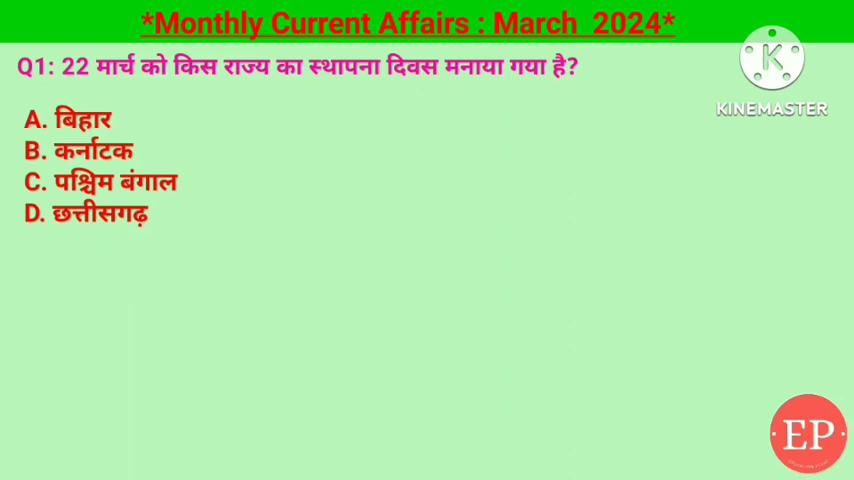 *Monthly Current Affairs : March 2024*
Q1: 22 मार्च को किस राज्य का स्थापना दिवस मनाया गया है?
KINEMASTER
A. बिहार
B. कर्नाटक
C. पश्चिम बंगाल
D. छत्तीसगढ़
EP